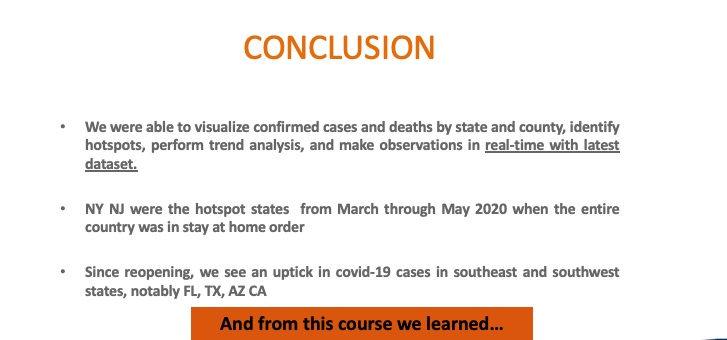 CONCLUSION
• We were able to visualize confirmed cases and deaths by state and county, identify
hotspots, perform trend analysis, and make observations in real-time with latest
dataset.
• NY NJ were the hotspot states  from March through May 2020 when the entire
country was in stay at home order
• Since reopening, we see an uptick in covid-19 cases in southeast and southwest
states, notably FL, TX, AZ CA
And from this course we learned...